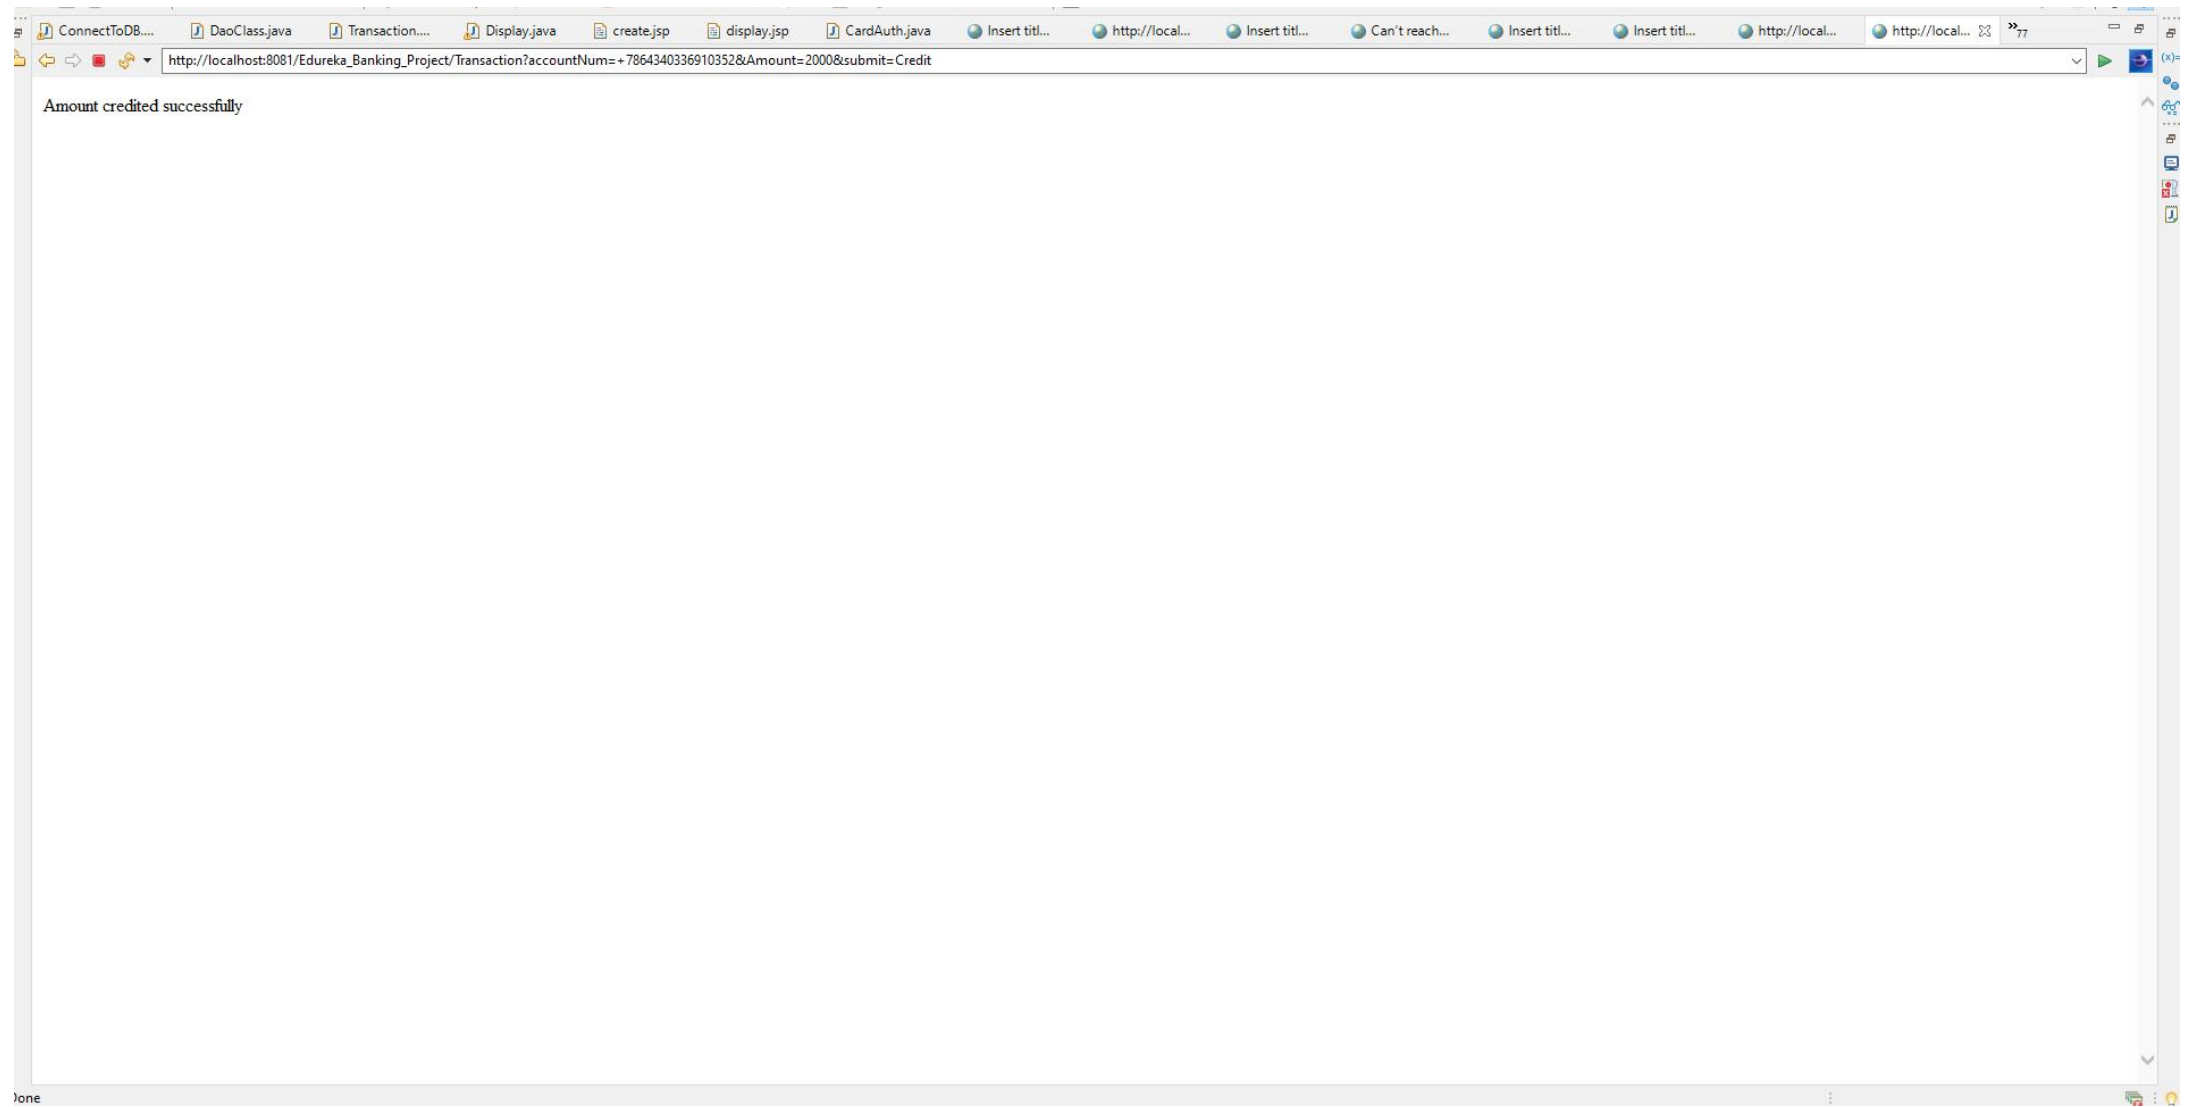 ConnectToDB.... DaoClass.java Transaction.... Display.java create.jsp display.jsp CardAuth.java Insert titl... http://local... Insert titl... Can't reach... Insert titl... Insert titl... http://local... http://local... »77
http://localhost:8081/Edureka_Banking_Project/Transaction?accountNum=+7864340336910352&Amount=2000&submit=Credit
(x)=
Amount credited successfully
Done